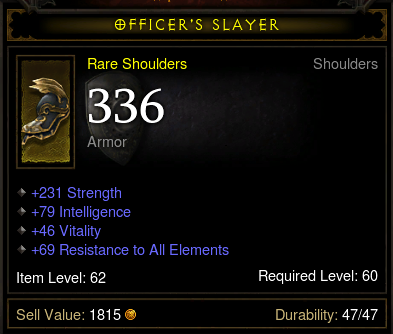 OFFICER'S SLAYER
Rare Shoulders Shoulders
336
Armor
+231 Strength
+79 Intelligence
+46 Vitality
+69 Resistance to All Elements
Item Level: 62 Required Level: 60
Sell Value: 1815 Durability: 47/47